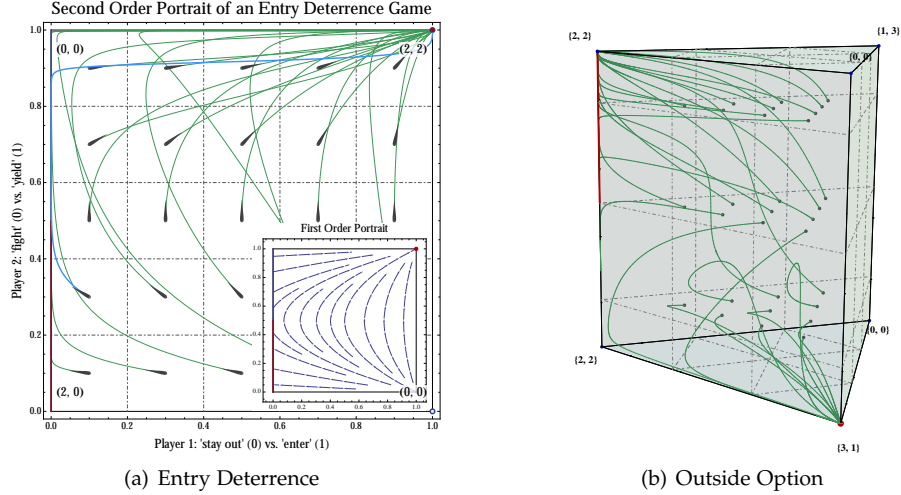 Second Order Portrait of an Entry Deterrence Game
1.0
(0, 0)
(2, 2)
0.8
0.6
0.4
0.2
0.0
Player 2: 'fight' (0) vs. 'yield' (1)
First Order Portrait
1.0
0.8
0.6
0.4
0.2
0.0
0.0 0.2 0.4 0.6 0.8 1.0
(2, 0)
(0, 0)
0.0 0.2 0.4 0.6 0.8 1.0
Player 1: 'stay out' (0) vs. 'enter' (1)
(a) Entry Deterrence
{2, 2}
{1, 3}
{0, 0}
{0, 0}
{2, 2}
{3, 1}
(b) Outside Option